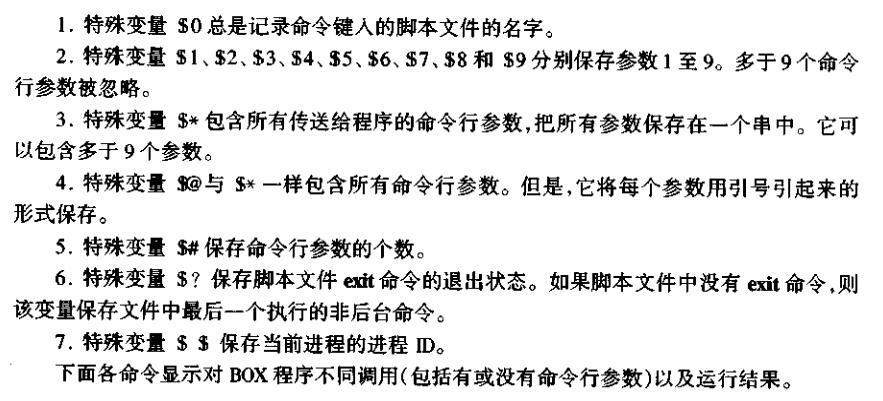 1. 特殊变量 $0总是记录命令键入的脚本文件的名字。
2. 特殊变量 $1、$2、$3、$4、$5、$6、$7、$8 和 $9分别保存参数1至9。多于9个命令
行参数被忽略。
3. 特殊变量 $*包含所有传送给程序的命令行参数,把所有参数保存在一个串中。它可
以包含多于9个参数。
4. 特殊变量 $@与 $*一样包含所有命令行参数。但是,它将每个参数用引号引起来的
形式保存。
5. 特殊变量 $#保存命令行参数的个数。
6. 特殊变量 $? 保存脚本文件 exit 命令的退出状态。如果脚本文件中没有 exit 命令,则
该变量保存文件中最后一个执行的非后台命令。
7. 特殊变量 $ $ 保存当前进程的进程 ID。
下面各命令显示对 BOX 程序不同调用(包括有或没有命令行参数)以及运行结果。